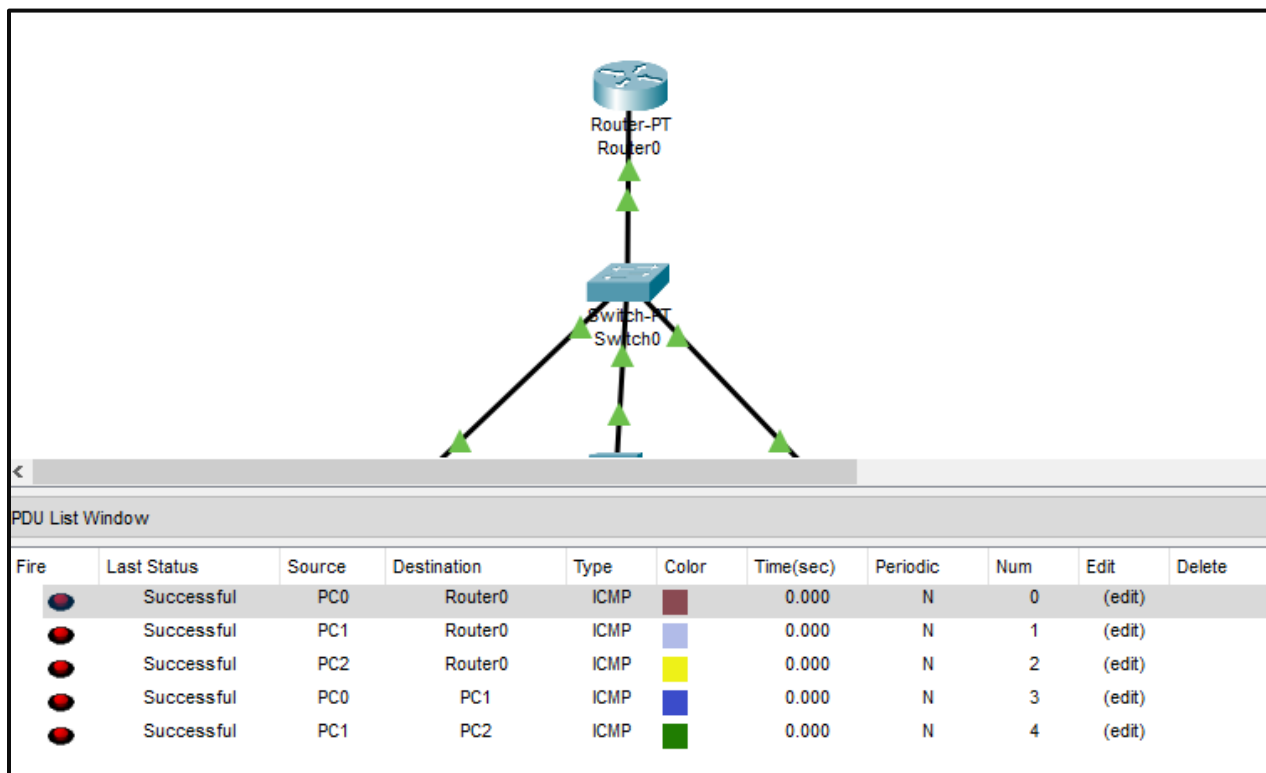 Router-PT
Router0
Switch-PT
Switch0
<
PDU List Window
Fire Last Status Source Destination Type Color Time(sec) Periodic Num Edit Delete
Successful PC0 Router0 ICMP 0.000 N 0 (edit)
Successful PC1 Router0 ICMP 0.000 N 1 (edit)
Successful PC2 Router0 ICMP 0.000 N 2 (edit)
Successful PC0 PC1 ICMP 0.000 N 3 (edit)
Successful PC1 PC2 ICMP 0.000 N 4 (edit)